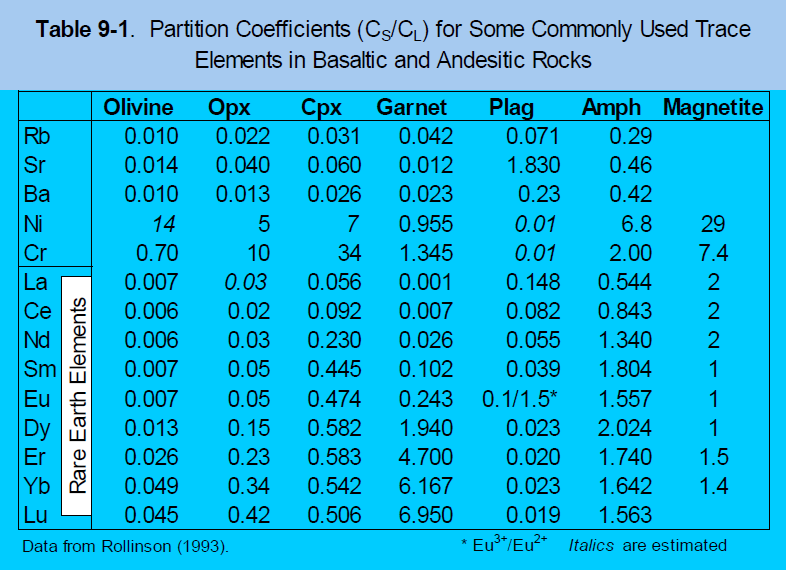 Table 9-1. Partition Coefficients (CS/CL) for Some Commonly Used Trace
Elements in Basaltic and Andesitic Rocks
Olivine Opx Cpx Garnet Plag Amph Magnetite
Rb 0.010 0.022 0.031 0.042 0.071 0.29
Sr 0.014 0.040 0.060 0.012 1.830 0.46
Ba 0.010 0.013 0.026 0.023 0.23 0.42
Ni 14 5 7 0.955 0.01 6.8 29
Cr 0.70 10 34 1.345 0.01 2.00 7.4
Rare Earth Elements
La 0.007 0.03 0.056 0.001 0.148 0.544 2
Ce 0.006 0.02 0.092 0.007 0.082 0.843 2
Nd 0.006 0.03 0.230 0.026 0.055 1.340 2
Sm 0.007 0.05 0.445 0.102 0.039 1.804 1
Eu 0.007 0.05 0.474 0.243 0.1/1.5* 1.557 1
Dy 0.013 0.15 0.582 1.940 0.023 2.024 1
Er 0.026 0.23 0.583 4.700 0.020 1.740 1.5
Yb 0.049 0.34 0.542 6.167 0.023 1.642 1.4
Lu 0.045 0.42 0.506 6.950 0.019 1.563
Data from Rollinson (1993). * Eu3+/Eu2+ Italics are estimated